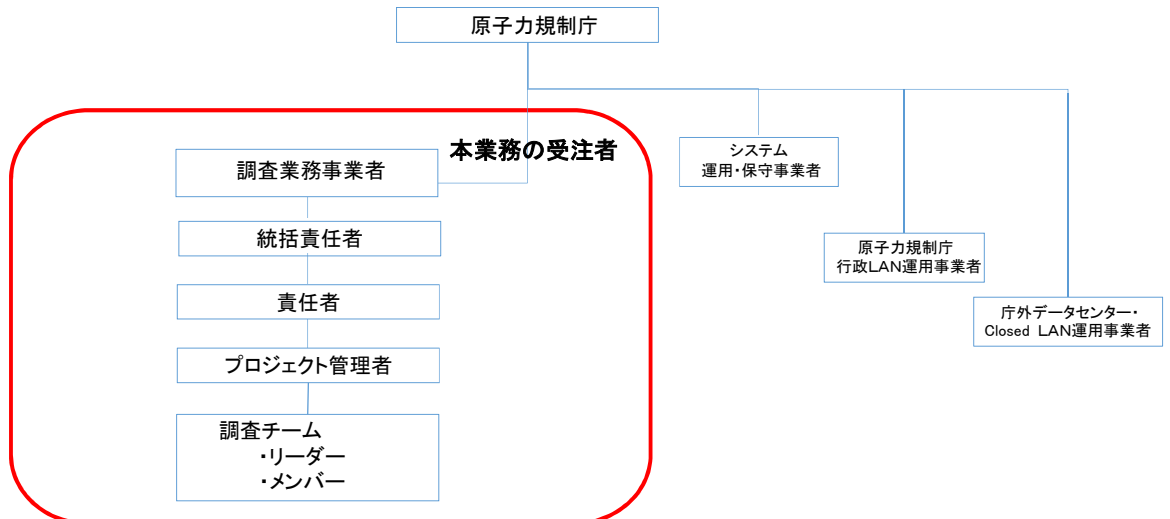 原子力規制庁
本業務の受注者
調査業務事業者
統括責任者
責任者
プロジェクト管理者
調査チーム
・リーダー
・メンバー
システム
運用・保守事業者
原子力規制庁
行政LAN運用事業者
庁外データセンター・
Closed LAN運用事業者